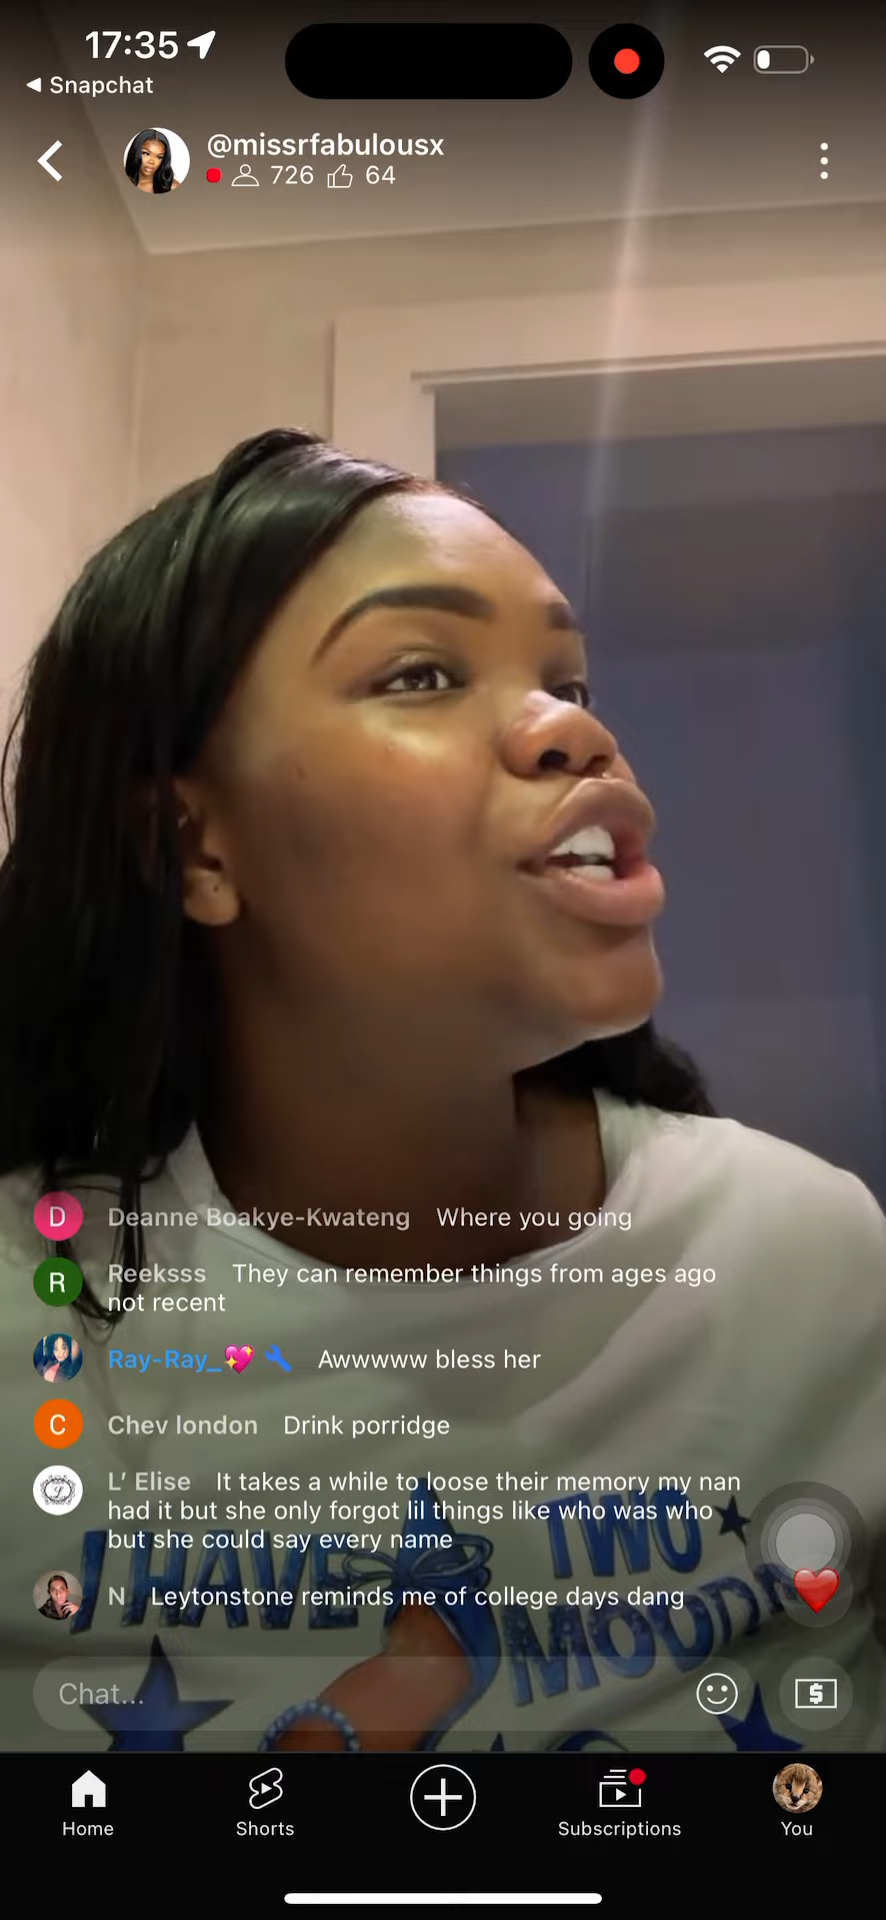 17:35
Snapchat
@missrfabulousx
726 64
Deanne Boakye-Kwateng Where you going
Reeksss They can remember things from ages ago
not recent
Ray-Ray_💖 🔧 Awwwww bless her
Chev london Drink porridge
L' Elise It takes a while to loose their memory my nan
had it but she only forgot lil things like who was who
but she could say every name
N Leytonstone reminds me of college days dang
I HAVE TWO
MOODS
Chat...
Home Shorts Subscriptions You